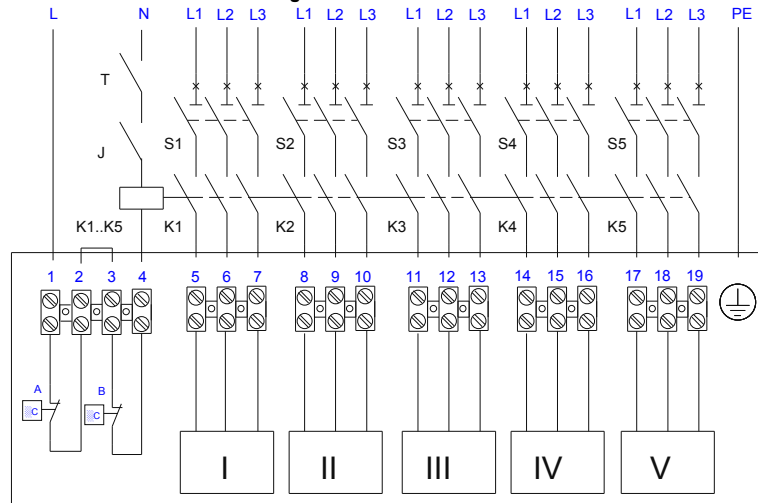 L N L1 L2 L3 L1 L2 L3 L1 L2 L3 L1 L2 L3 L1 L2 L3 PE
T
J S1 S2 S3 S4 S5
K1..K5 K1 K2 K3 K4 K5
1 2 3 4 5 6 7 8 9 10 11 12 13 14 15 16 17 18 19
A B
C C
I II III IV V